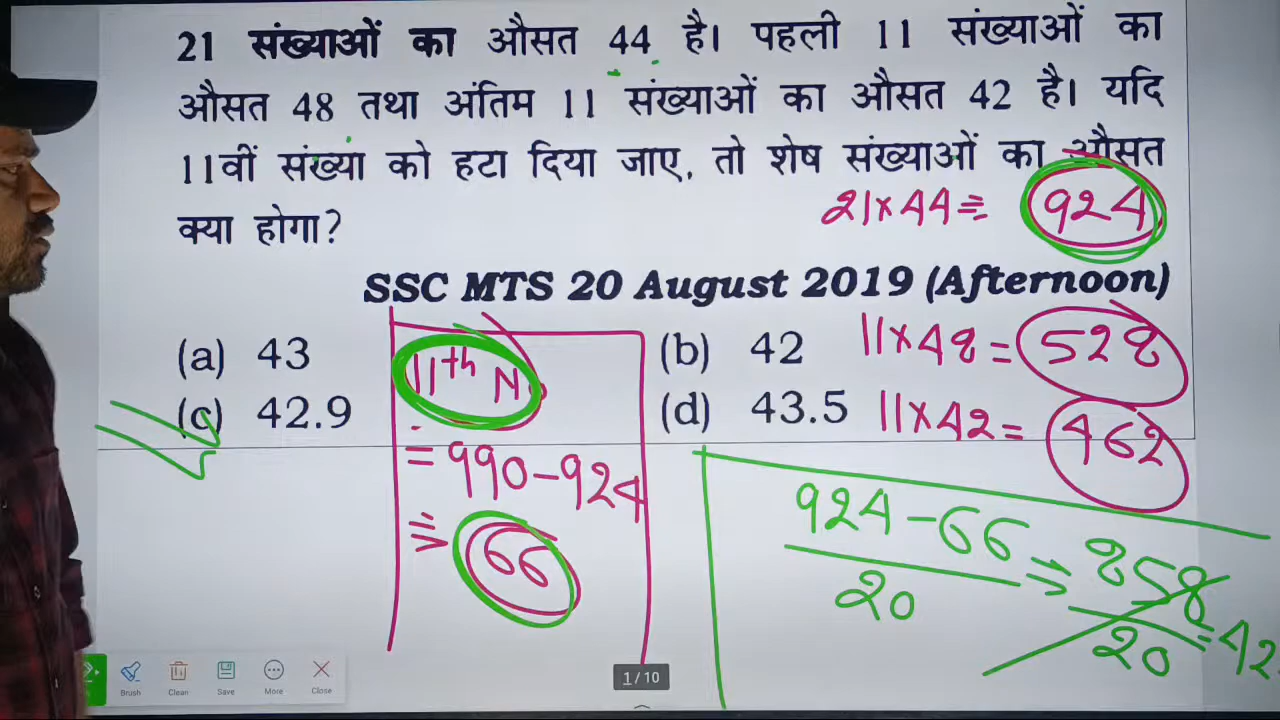 21 संख्याओं का औसत 44 है। पहली 11 संख्याओं का
औसत 48 तथा अंतिम 11 संख्याओं का औसत 42 है। यदि
11वीं संख्या को हटा दिया जाए, तो शेष संख्याओं का औसत
क्या होगा?
21×44= 924
SSC MTS 20 August 2019 (Afternoon)
(a) 43
(b) 42
(c) 42.9
(d) 43.5
11×48 = 528
11×42 = 462
11th No
= 990-924
⇒ 66
924-66
20
⇒ 858
20
= 42
Brush
Clean
Save
More
Close
1 / 10